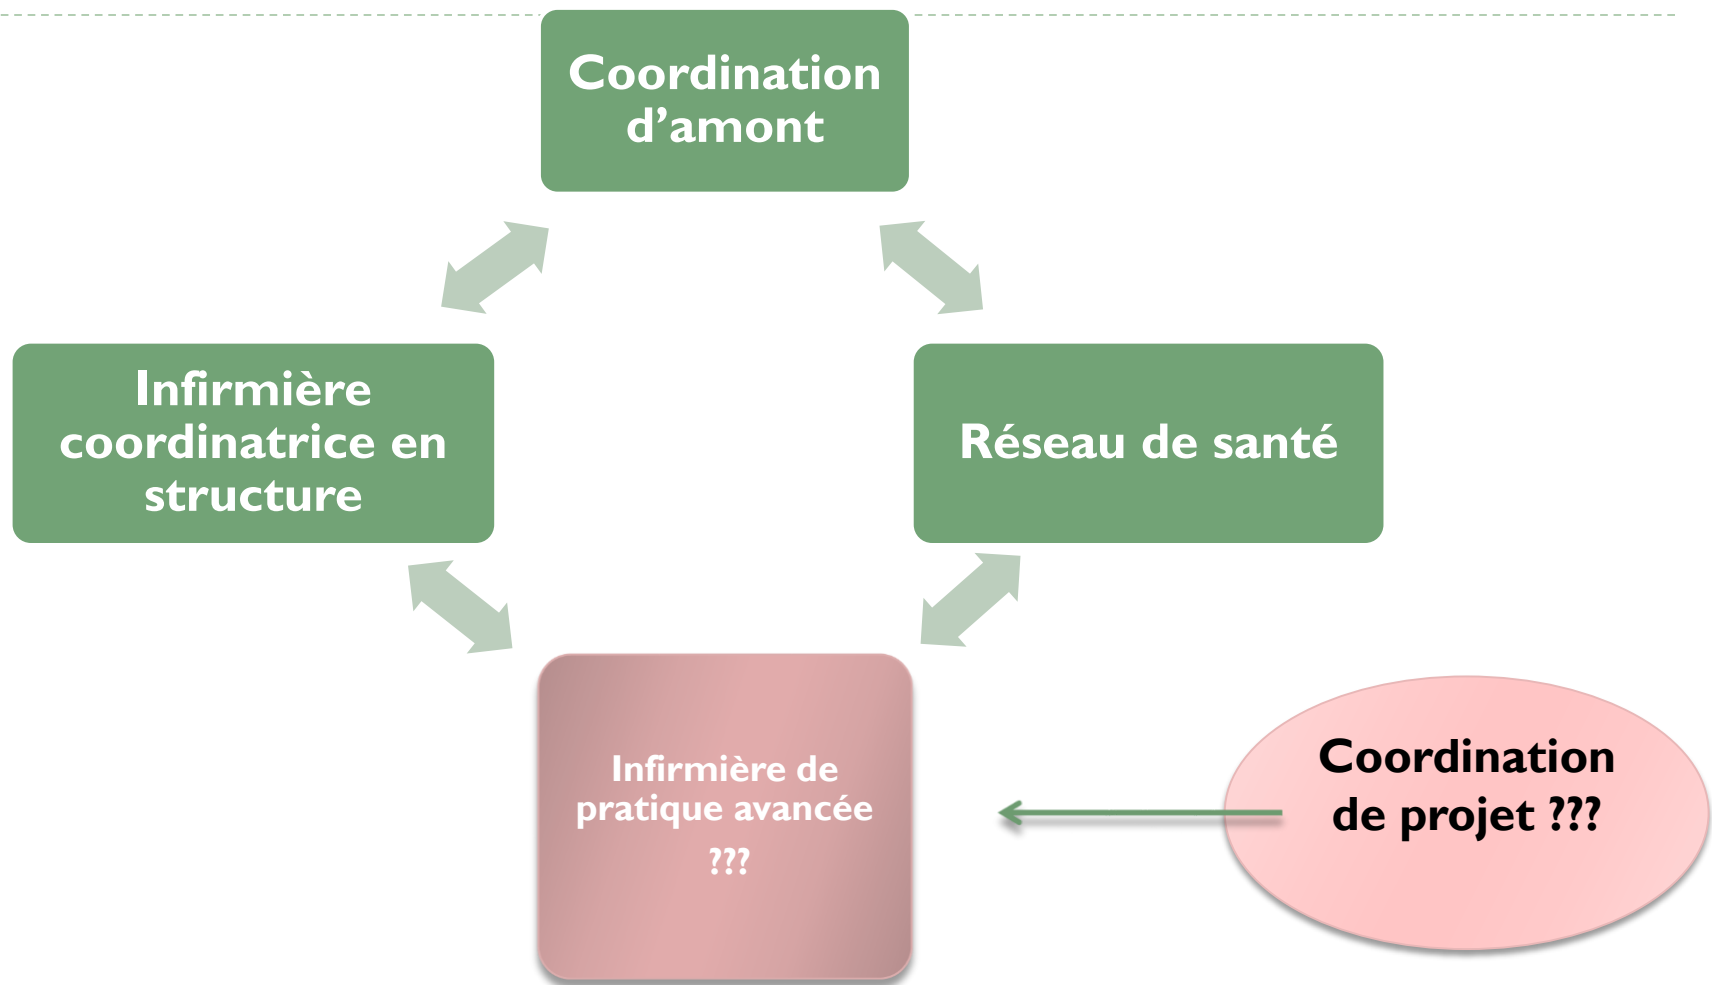 Coordination
d’amont
Infirmière
coordinatrice en
structure
Réseau de santé
Infirmière de
pratique avancée
???
Coordination
de projet ???